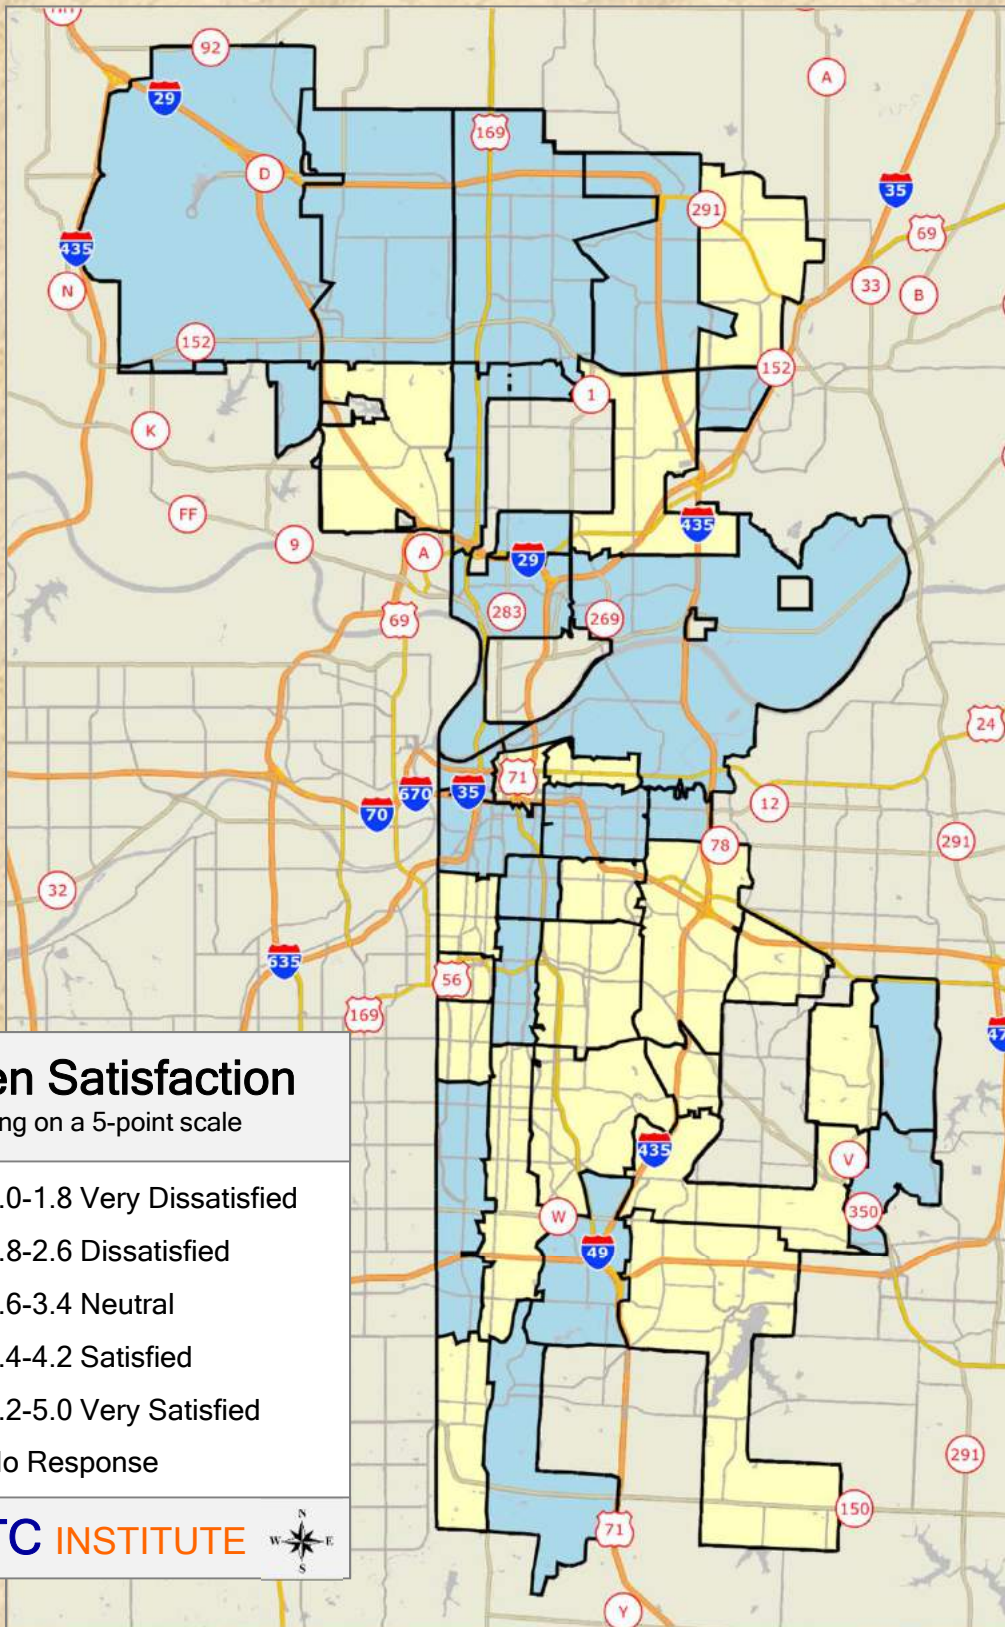 92
29
169
A
D
35
291
69
435
N
33
B
152
152
1
K
FF
435
9
A
29
283
269
69
24
71
670
35
70
12
78
291
32
635
56
169
47
en Satisfaction
ng on a 5-point scale
.0-1.8 Very Dissatisfied
.8-2.6 Dissatisfied
.6-3.4 Neutral
.4-4.2 Satisfied
.2-5.0 Very Satisfied
o Response
TC INSTITUTE
N
W E
S
435
V
350
W
49
291
150
71
Y